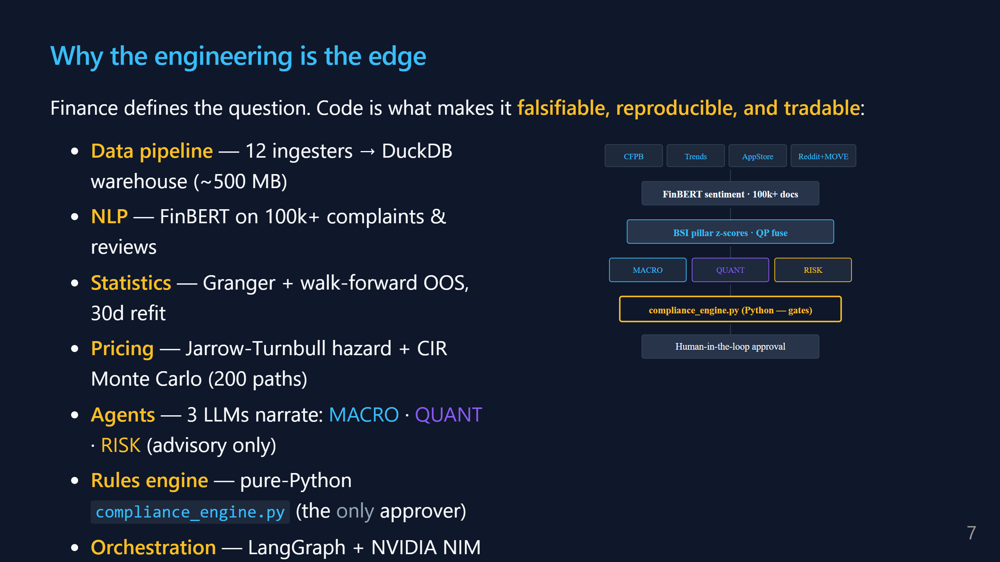 Why the engineering is the edge
Finance defines the question. Code is what makes it falsifiable, reproducible, and tradable:
• Data pipeline — 12 ingesters → DuckDB
warehouse (~500 MB)
• NLP — FinBERT on 100k+ complaints &
reviews
• Statistics — Granger + walk-forward OOS,
30d refit
• Pricing — Jarrow-Turnbull hazard + CIR
Monte Carlo (200 paths)
• Agents — 3 LLMs narrate: MACRO · QUANT
· RISK (advisory only)
• Rules engine — pure-Python
compliance_engine.py (the only approver)
• Orchestration — LangGraph + NVIDIA NIM
CFPB Trends AppStore Reddit+MOVE
FinBERT sentiment · 100k+ docs
BSI pillar z-scores · QP fuse
MACRO QUANT RISK
compliance_engine.py (Python — gates)
Human-in-the-loop approval
7